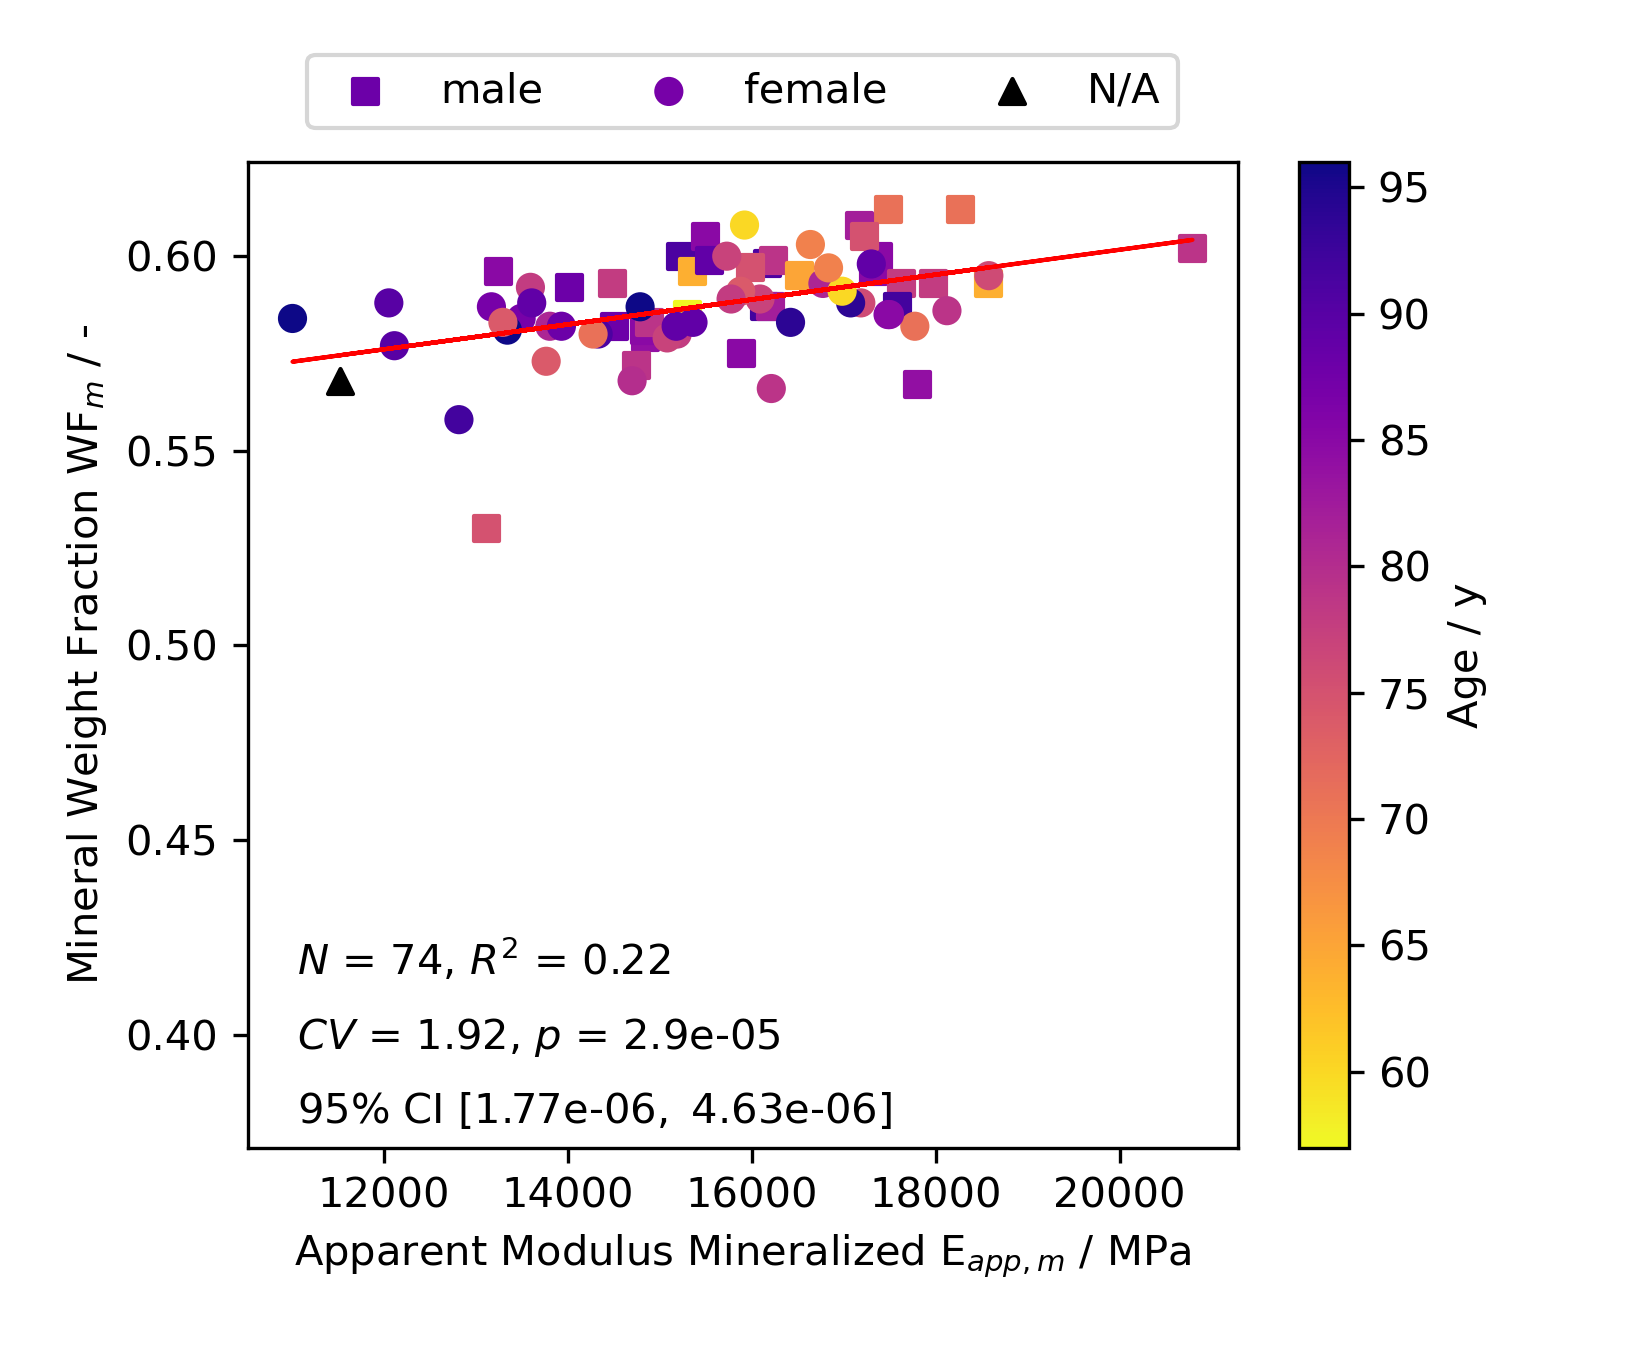 male female N/A
Mineral Weight Fraction WFₘ / -
0.60
0.55
0.50
0.45
0.40
N = 74, R² = 0.22
CV = 1.92, p = 2.9e-05
95% CI [1.77e-06, 4.63e-06]
12000 14000 16000 18000 20000
Apparent Modulus Mineralized E_app,m / MPa
95
90
85
80
75
70
65
60
Age / y